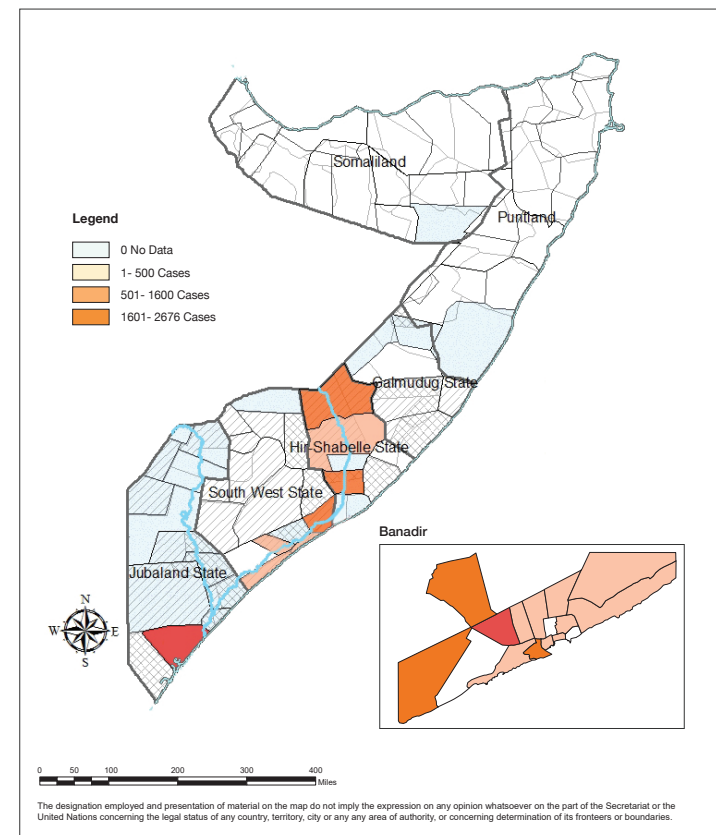 Somaliland
Puntland
Legend
0 No Data
1- 500 Cases
501- 1600 Cases
1601- 2676 Cases
Galmudug State
Hir-Shabelle State
South West State
Banadir
Jubaland State
N
W E
S
0 50 100 200 300 400
Miles
The designation employed and presentation of material on the map do not imply the expression on any opinion whatsoever on the part of the Secretariat or the
United Nations concerning the legal status of any country, territory, city or any any area of authority, or concerning determination of its fronteers or boundaries.